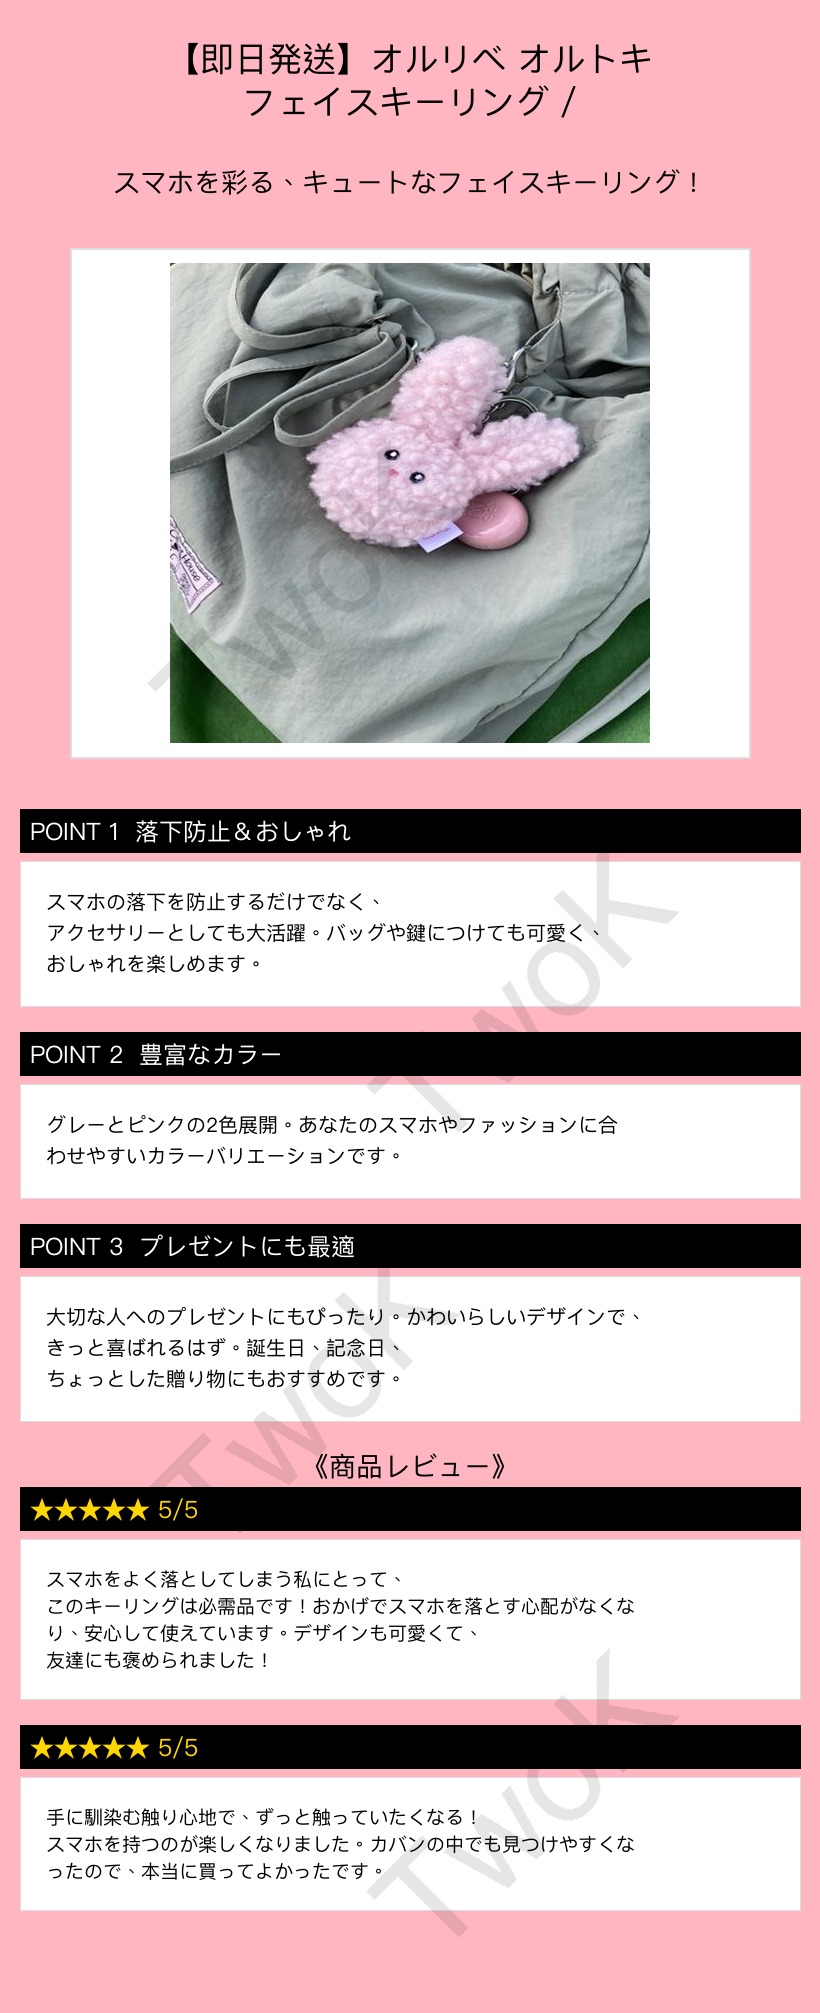 【即日発送】オルリベ オルトキ
フェイスキーリング /
スマホを彩る、キュートなフェイスキーリング！
House
TwoK
POINT 1 落下防止＆おしゃれ
スマホの落下を防止するだけでなく、
アクセサリーとしても大活躍。バッグや鍵につけても可愛く、
おしゃれを楽しめます。
TwoK
POINT 2 豊富なカラー
グレーとピンクの2色展開。あなたのスマホやファッションに合
わせやすいカラーバリエーションです。
POINT 3 プレゼントにも最適
大切な人へのプレゼントにもぴったり。かわいらしいデザインで、
きっと喜ばれるはず。誕生日、記念日、
ちょっとした贈り物にもおすすめです。
TwoK
《商品レビュー》
★★★★★ 5/5
スマホをよく落としてしまう私にとって、
このキーリングは必需品です！おかげでスマホを落とす心配がなくな
り、安心して使えています。デザインも可愛くて、
友達にも褒められました！
★★★★★ 5/5
手に馴染む触り心地で、ずっと触っていたくなる！
スマホを持つのが楽しくなりました。カバンの中でも見つけやすくな
ったので、本当に買ってよかったです。
TwoK